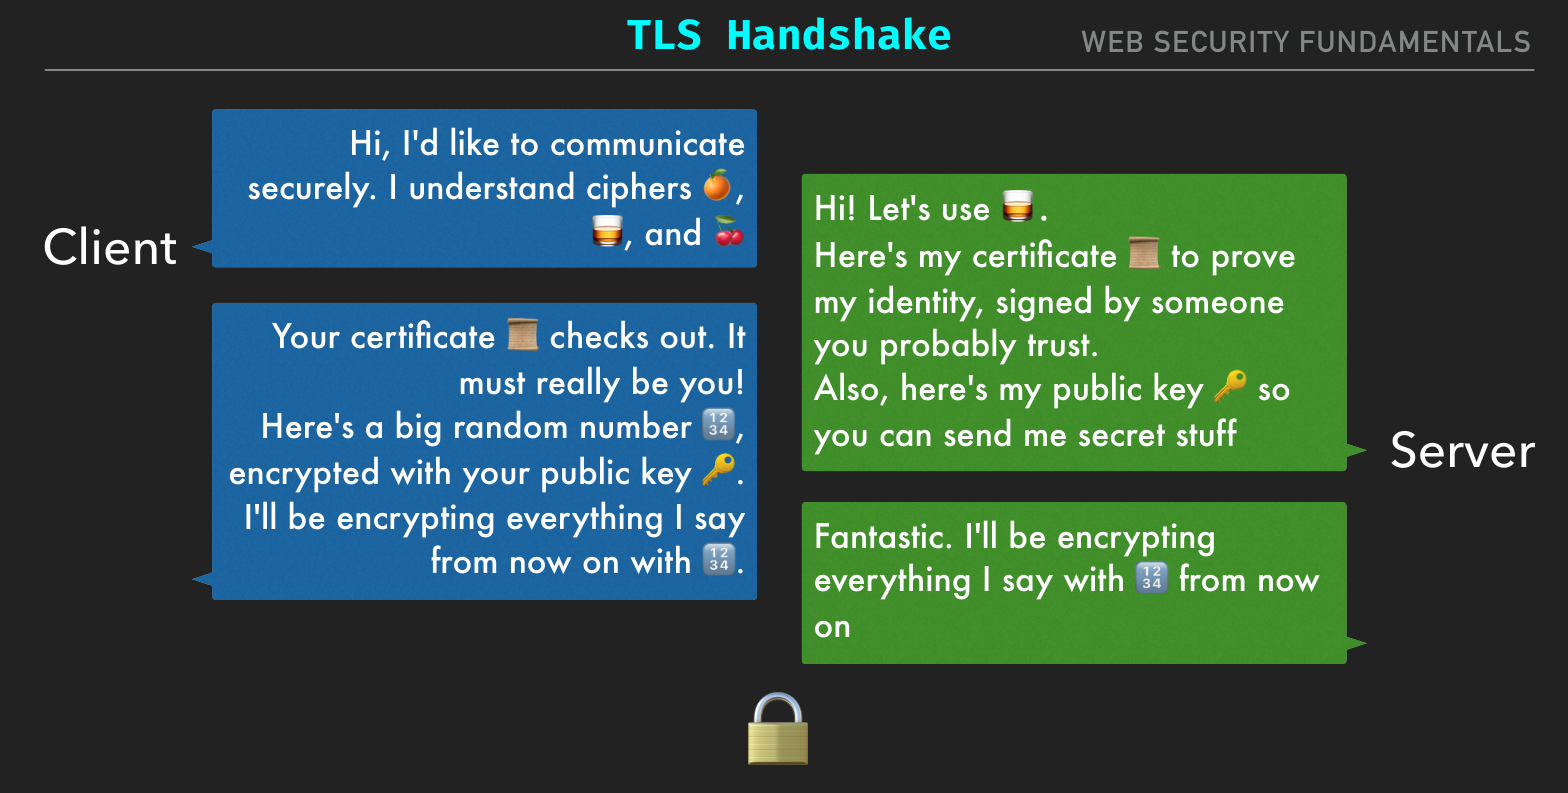 TLS Handshake
WEB SECURITY FUNDAMENTALS
Client
Hi, I'd like to communicate
securely. I understand ciphers 🍊,
🥃, and 🍒
Hi! Let's use 🥃.
Here's my certificate 📜 to prove
my identity, signed by someone
you probably trust.
Also, here's my public key 🔑 so
you can send me secret stuff
Server
Your certificate 📜 checks out. It
must really be you!
Here's a big random number 🔢,
encrypted with your public key 🔑.
I'll be encrypting everything I say
from now on with 🔢.
Fantastic. I'll be encrypting
everything I say with 🔢 from now
on